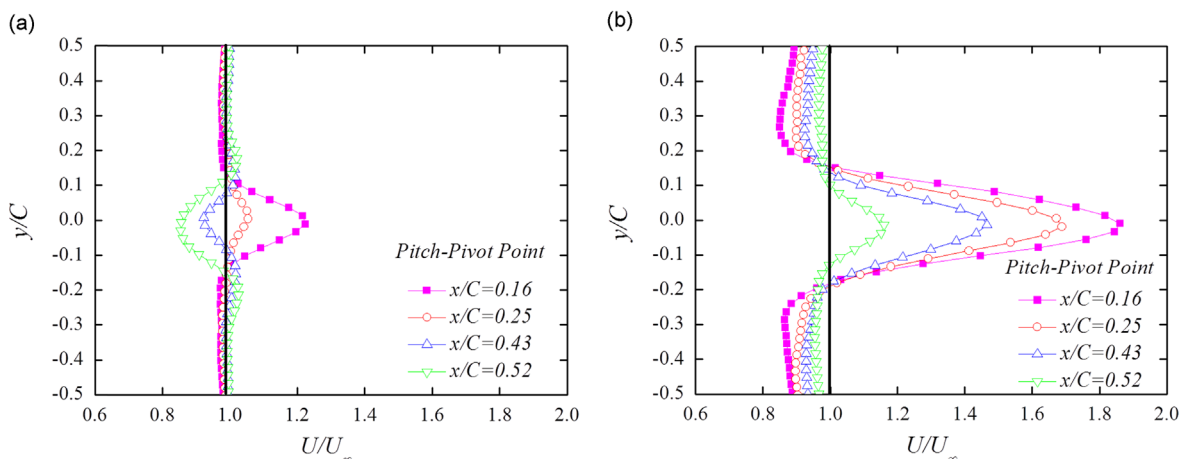 (a)
0.5
0.4
0.3
0.2
0.1
0.0
-0.1
-0.2
-0.3
-0.4
-0.5
y/C
Pitch-Pivot Point
x/C=0.16
x/C=0.25
x/C=0.43
x/C=0.52
0.6 0.8 1.0 1.2 1.4 1.6 1.8 2.0
U/U∞
(b)
0.5
0.4
0.3
0.2
0.1
0.0
-0.1
-0.2
-0.3
-0.4
-0.5
y/C
Pitch-Pivot Point
x/C=0.16
x/C=0.25
x/C=0.43
x/C=0.52
0.6 0.8 1.0 1.2 1.4 1.6 1.8 2.0
U/U∞